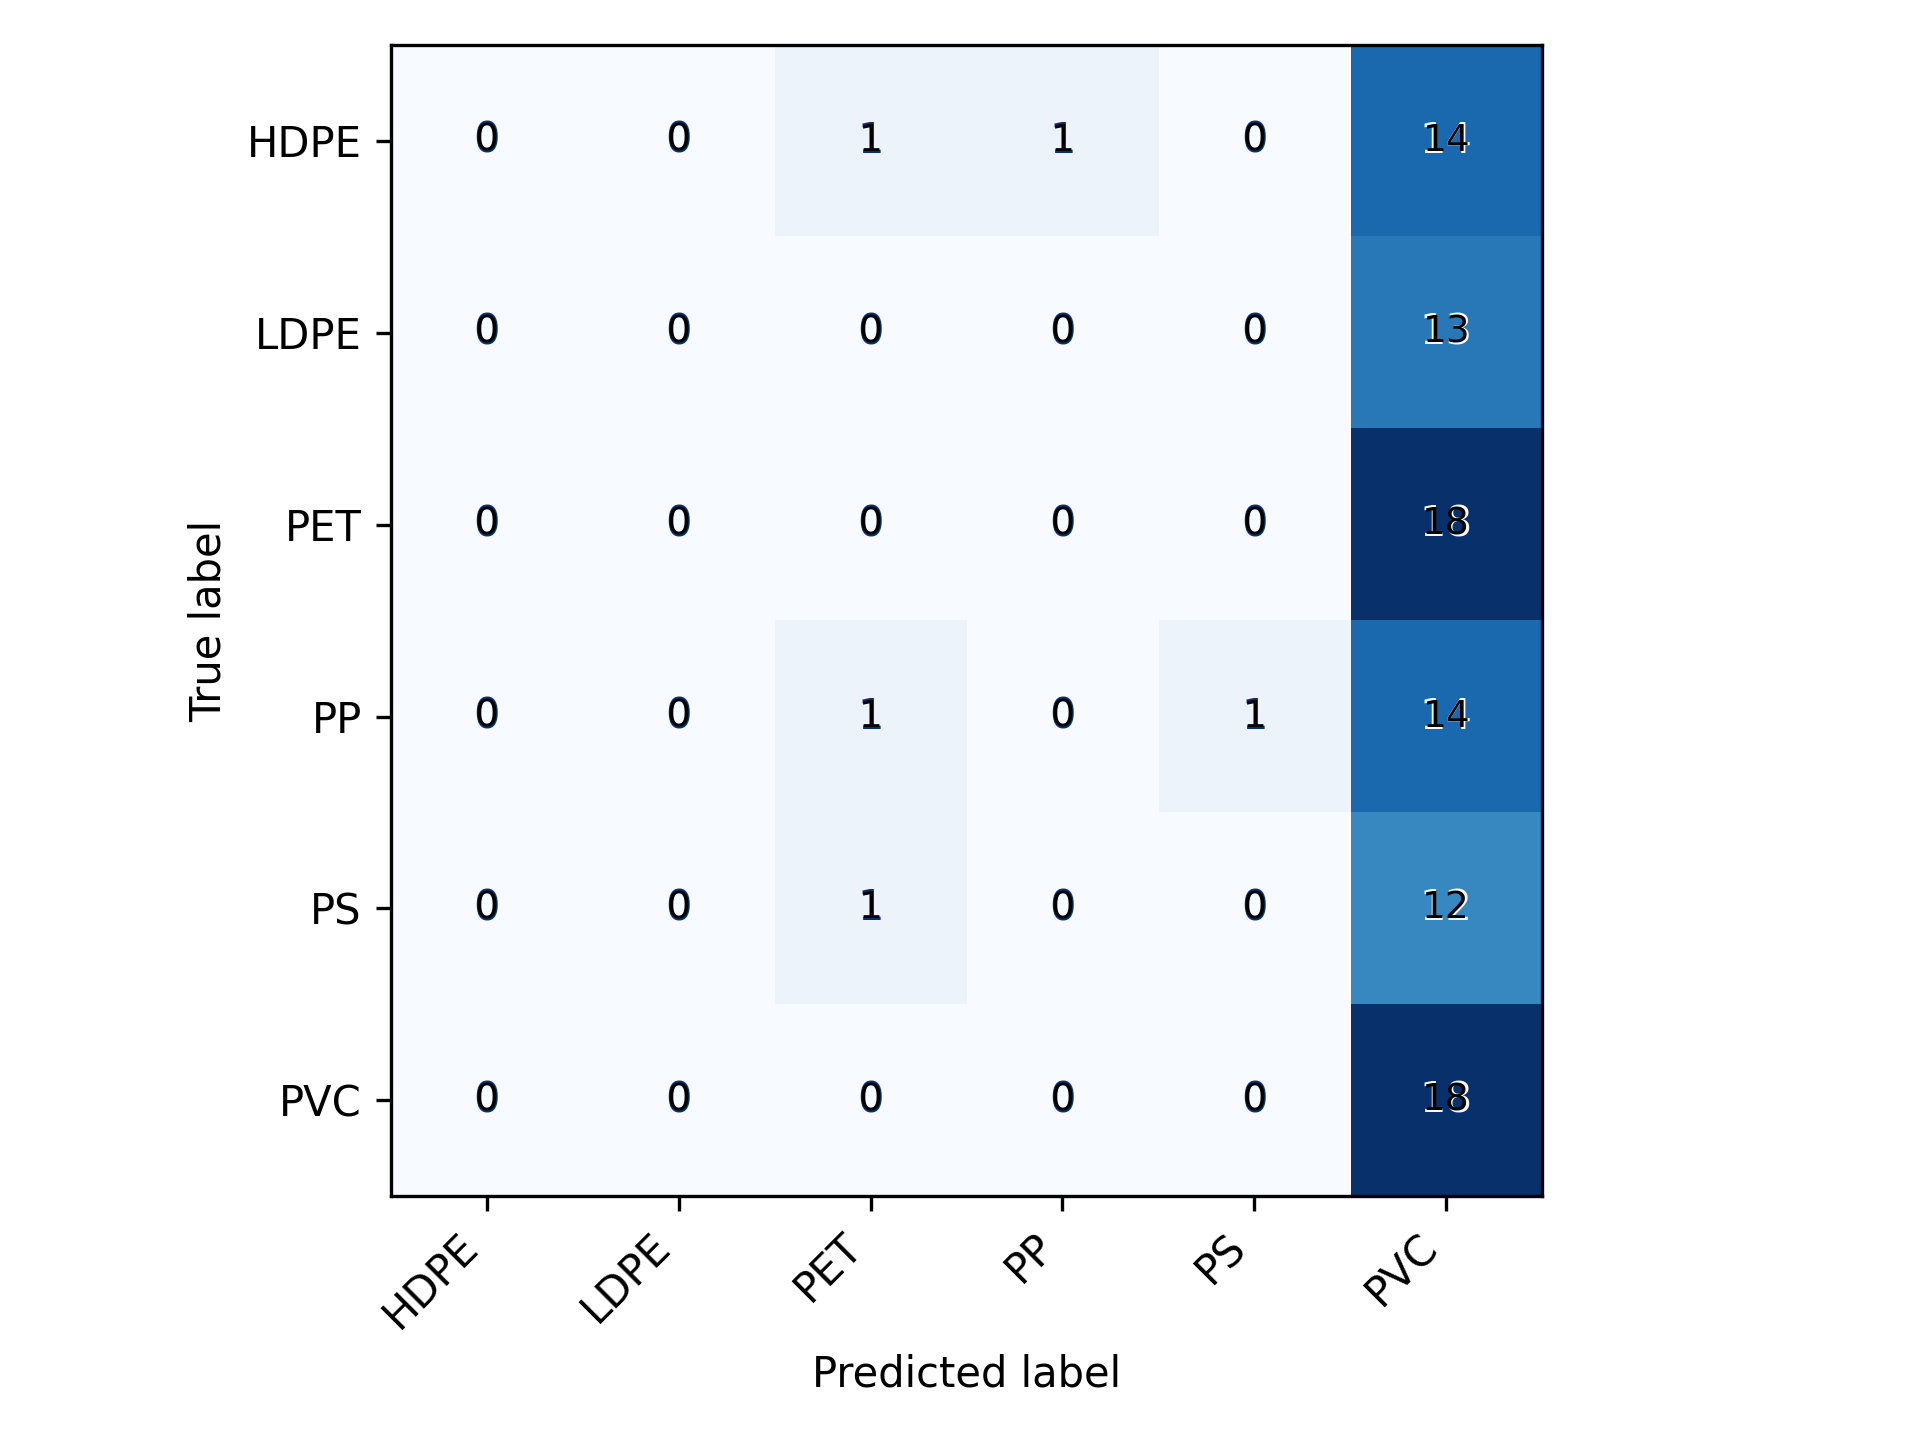 HDPE 0 0 1 1 0 14
LDPE 0 0 0 0 0 13
PET 0 0 0 0 0 18
PP 0 0 1 0 1 14
PS 0 0 1 0 0 12
PVC 0 0 0 0 0 18
True label
HDPE LDPE PET PP PS PVC
Predicted label